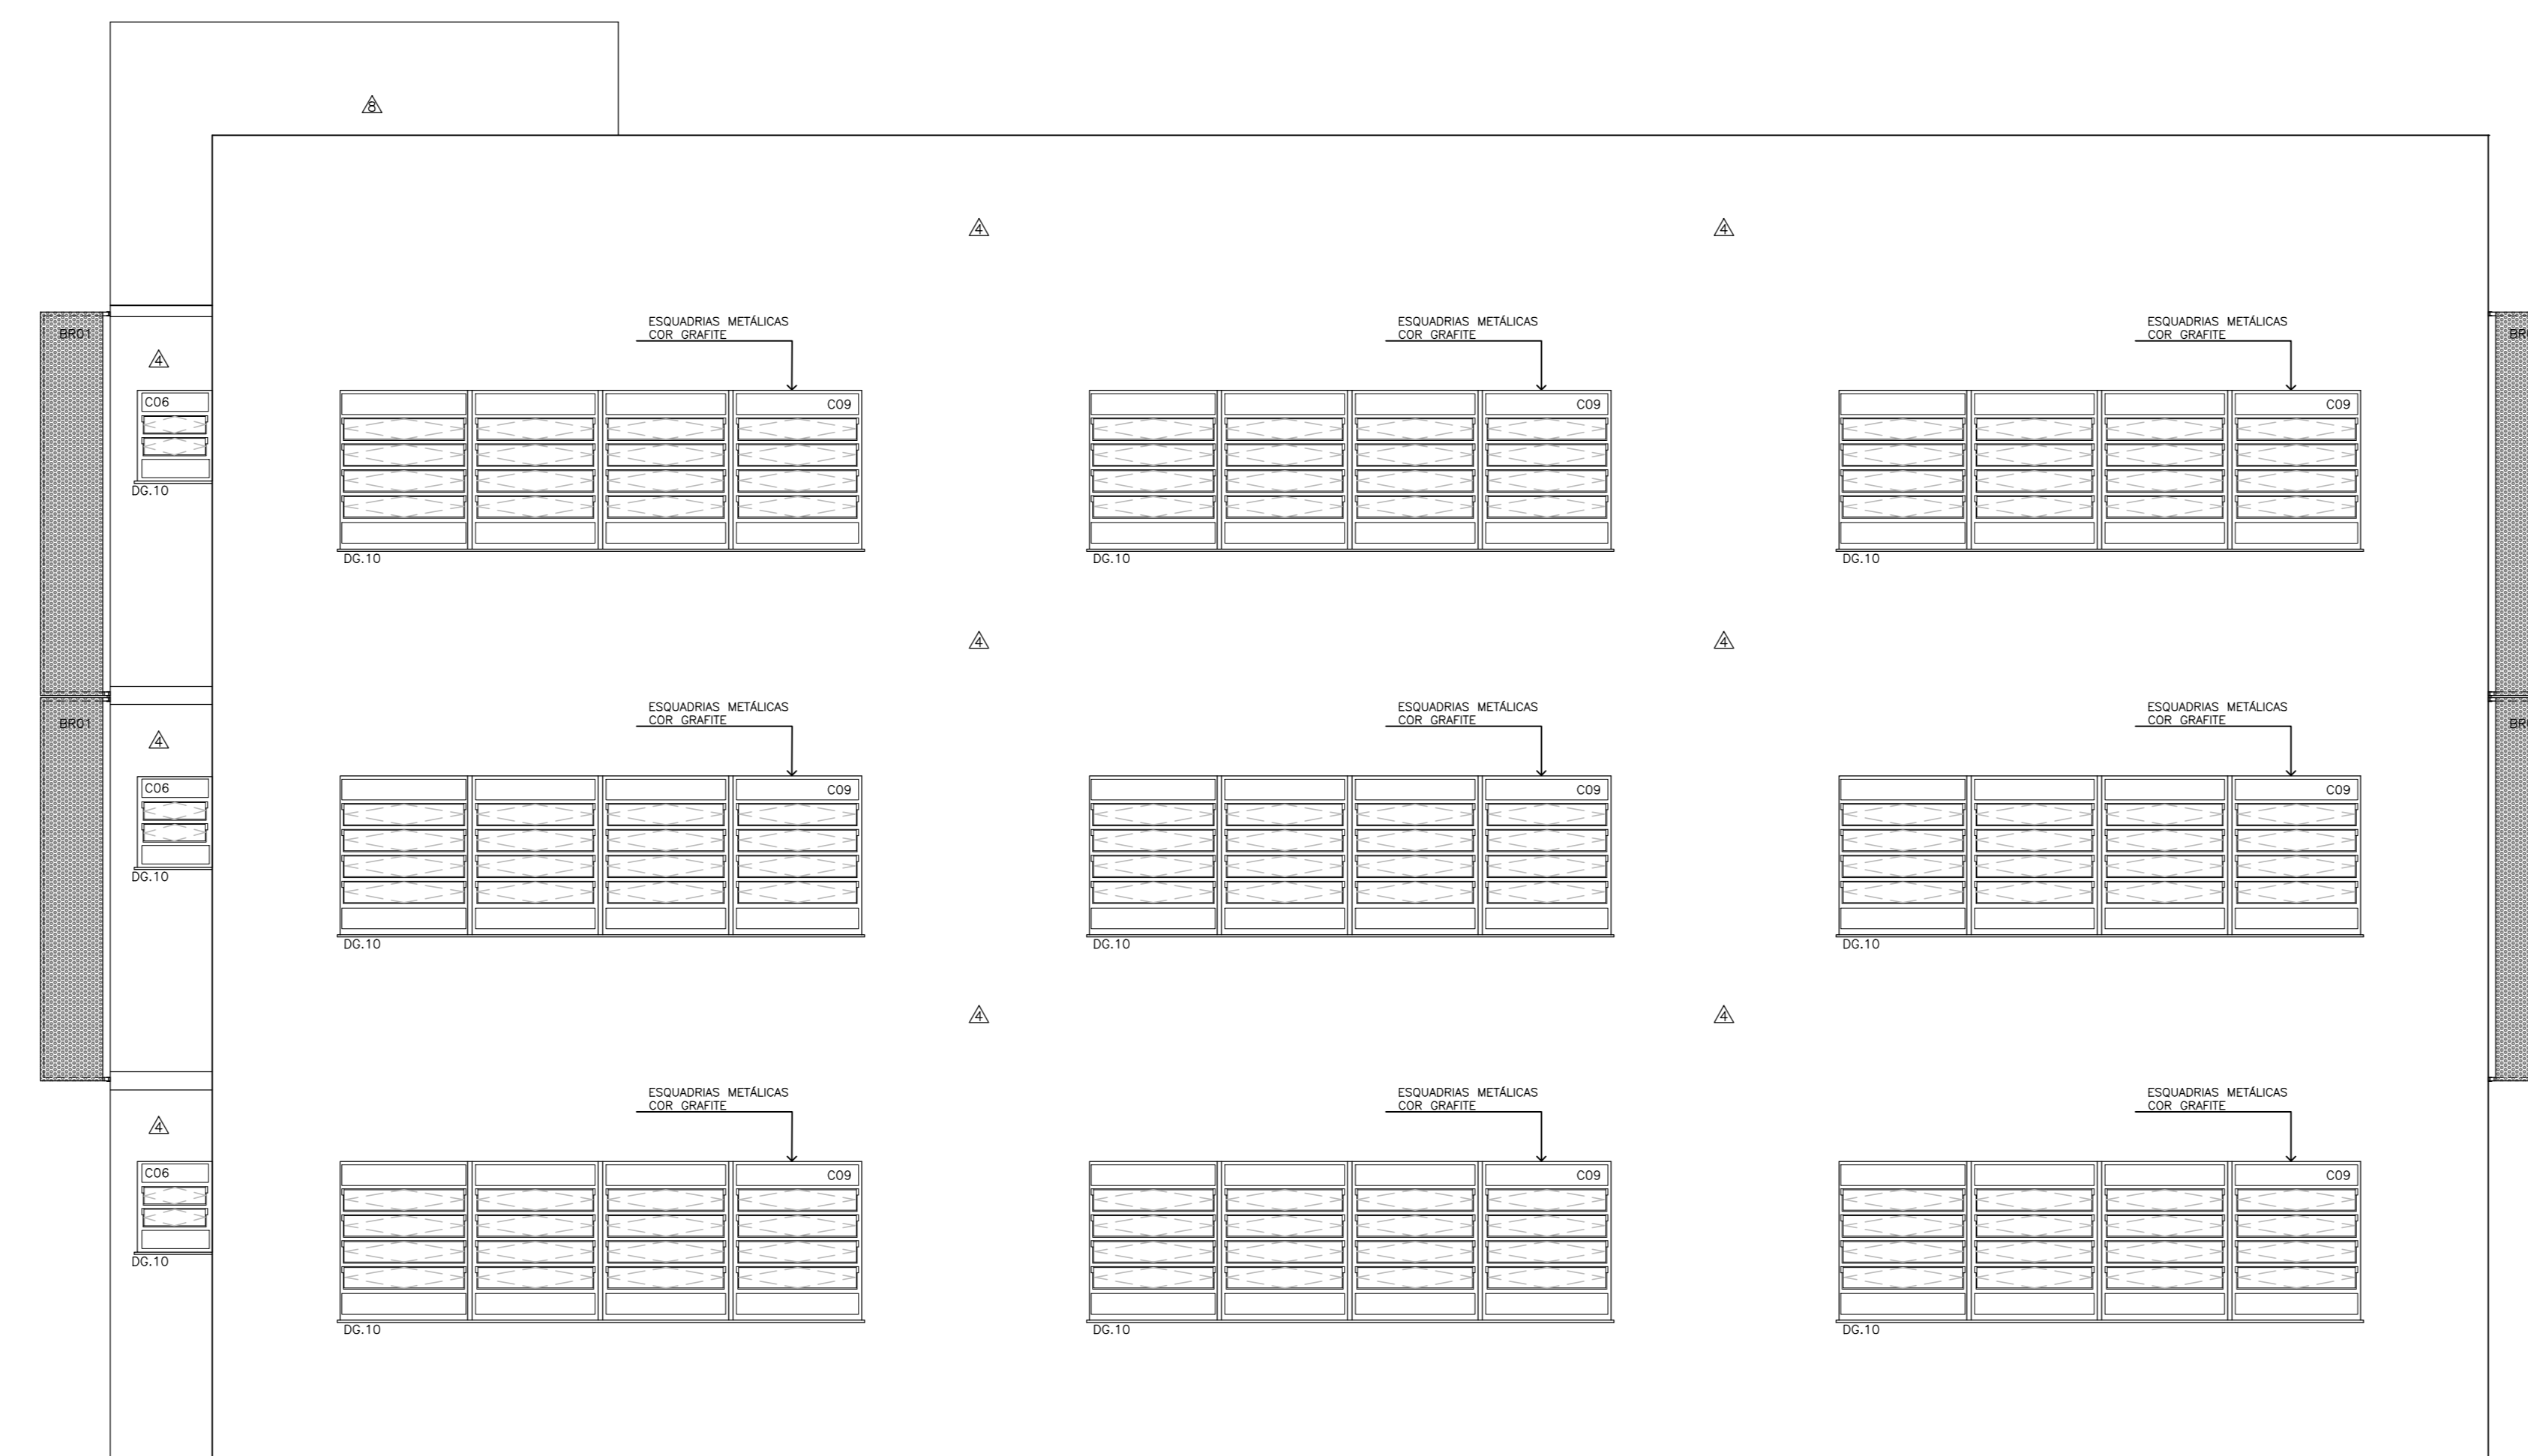 8
4
4
ESQUADRIAS METÁLICAS
COR GRAFITE
ESQUADRIAS METÁLICAS
COR GRAFITE
ESQUADRIAS METÁLICAS
COR GRAFITE
BR01
BR
4
C06
C09
C09
C09
DG.10
DG.10
DG.10
DG.10
4
4
ESQUADRIAS METÁLICAS
COR GRAFITE
ESQUADRIAS METÁLICAS
COR GRAFITE
ESQUADRIAS METÁLICAS
COR GRAFITE
BR01
BR
4
C06
C09
C09
C09
DG.10
DG.10
DG.10
DG.10
4
4
ESQUADRIAS METÁLICAS
COR GRAFITE
ESQUADRIAS METÁLICAS
COR GRAFITE
ESQUADRIAS METÁLICAS
COR GRAFITE
4
C06
C09
C09
C09
DG.10
DG.10
DG.10
DG.10